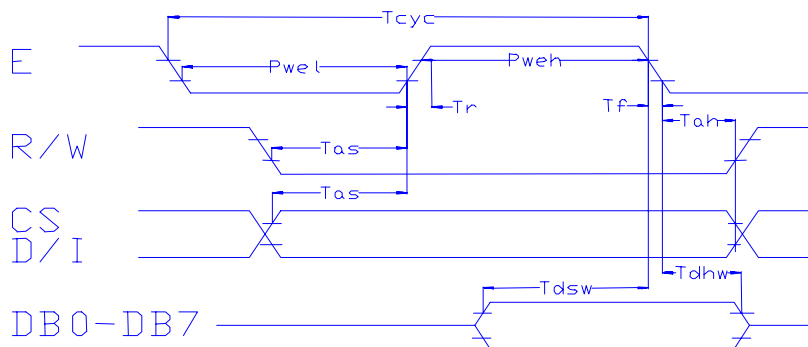 Tcyc
E
Pwel
Pweh
Tr
Tf
Tah
R/W
Tas
Tas
CS
D/I
Tdhw
Tdsw
DB0-DB7